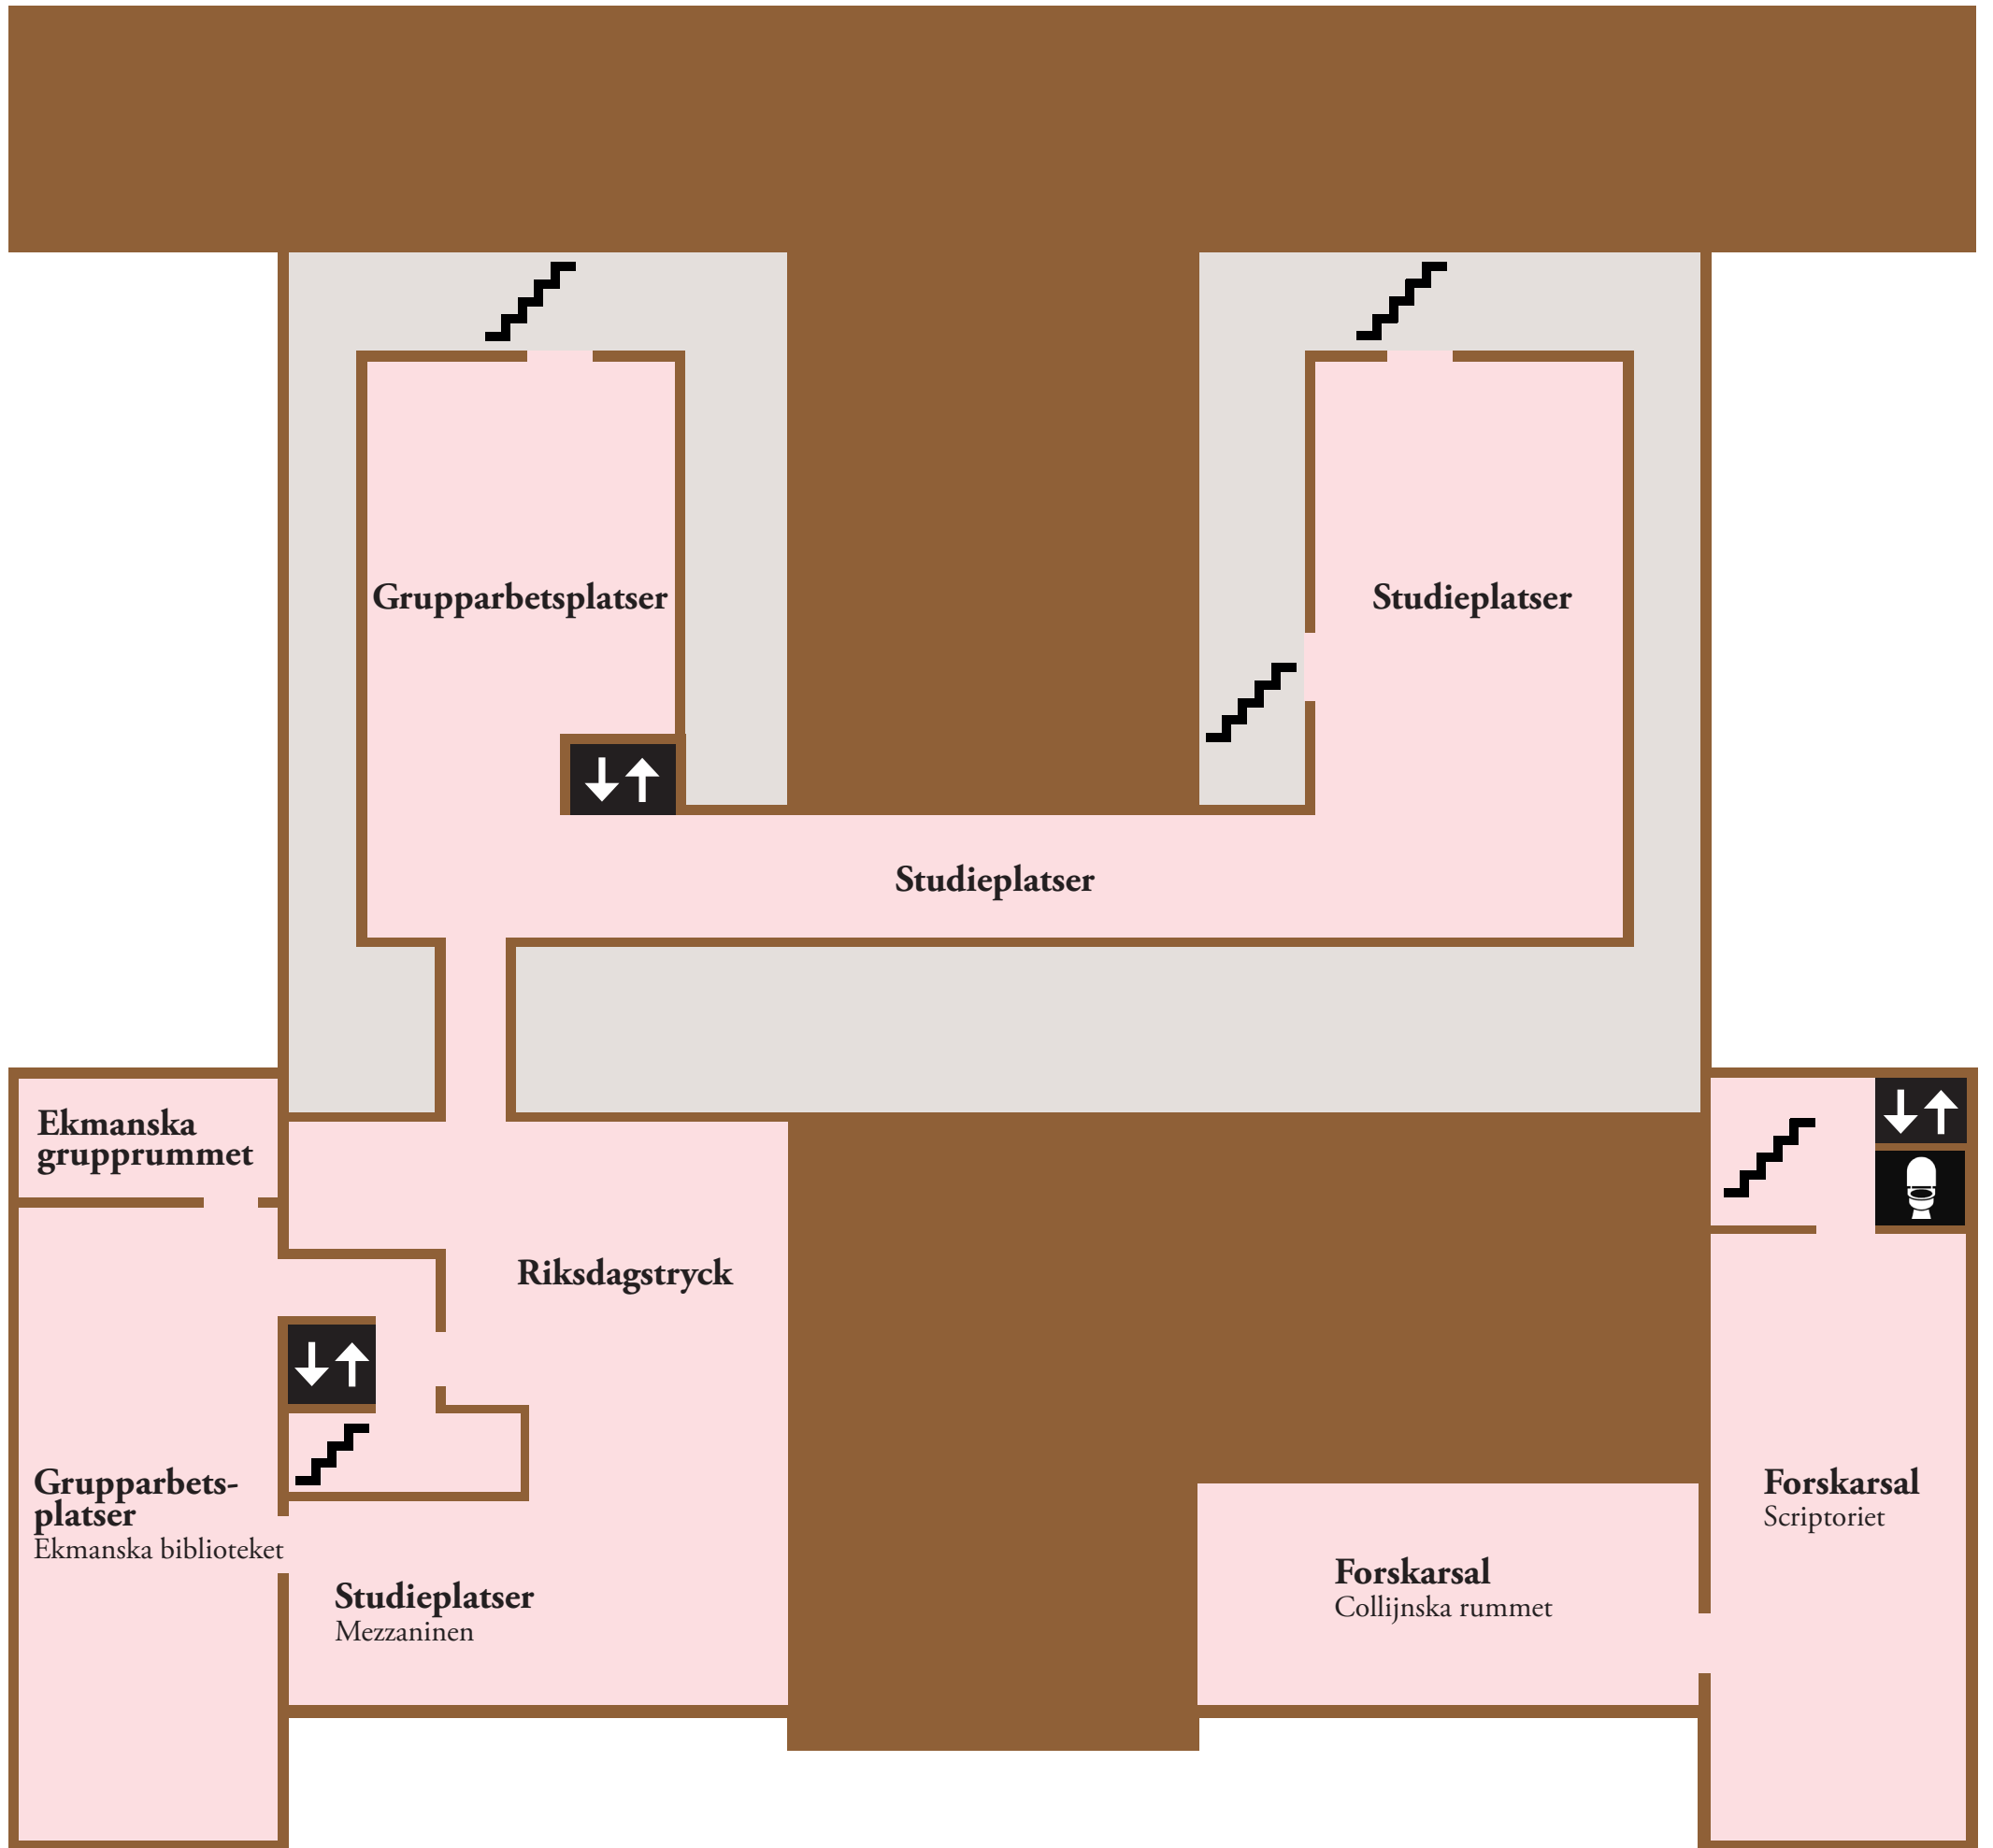 Grupparbetsplatser
Studieplatser
Studieplatser
Ekmanska
grupprummet
Riksdagstryck
Grupparbets-
platser
Ekmanska biblioteket
Studieplatser
Mezzaninen
Forskarsal
Collijnska rummet
Forskarsal
Scriptoriet